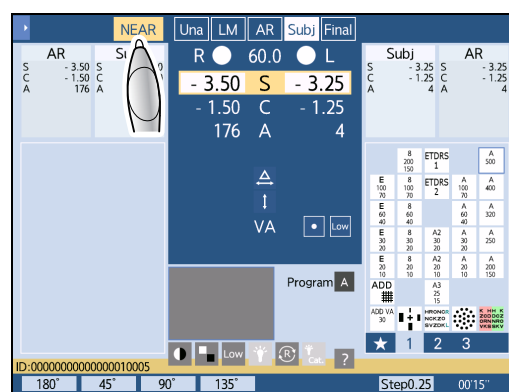 NEAR Una LM AR Subj Final
AR Subj AR
S - 3.50
C - 1.50
A 176
S - 3.25
C - 1.25
A 4
S - 3.25
C - 1.25
A 4
R 60.0 L
- 3.50 S - 3.25
- 1.50 C - 1.25
176 A 4
VA Low
Program A
8 200 150
ETDRS 1
A 500
E 100 70
8 100 70
ETDRS 2
A 100 70
A 400
E 60 40
8 60 40
A 60 40
A 320
E 30 20
8 30 20
A2 30 20
A 30 20
A 250
E 20 10
8 20 10
A2 20 10
A 20 10
A 200 150
ADD
A3 25 15
ADD VA 30
HRONCR
NCKZO
SVZDKL
★ 1 2 3
Low R Cat. ?
ID:00000000000000010005
180° 45° 90° 135° Step0.25 00'15"